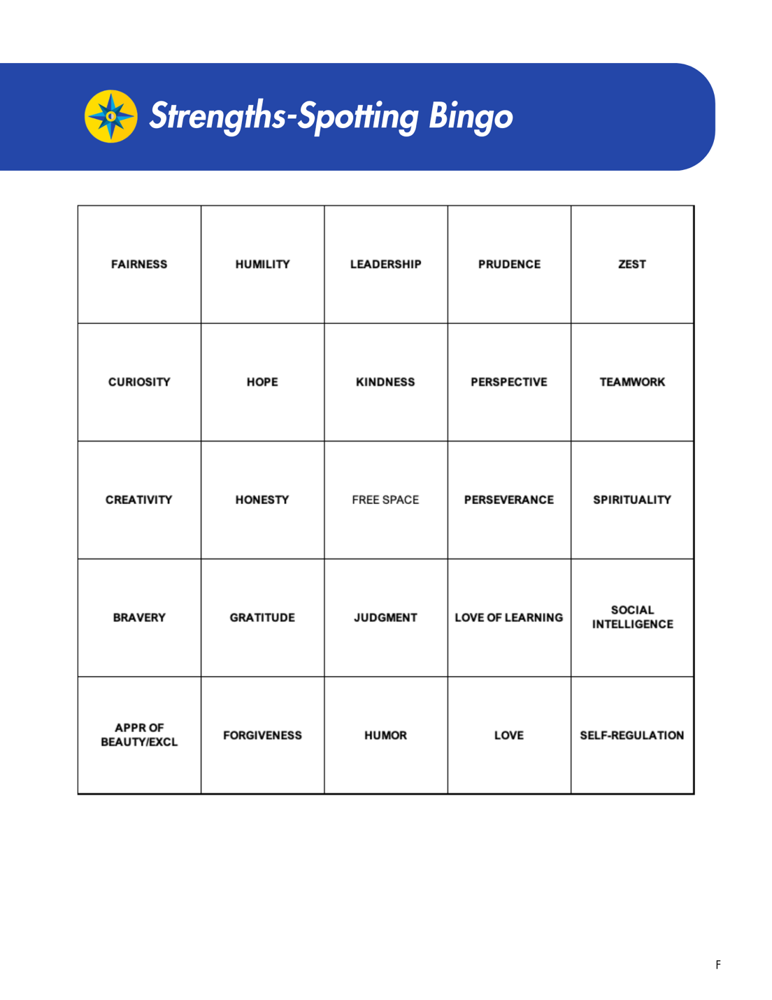 Strengths-Spotting Bingo
FAIRNESS
HUMILITY
LEADERSHIP
PRUDENCE
ZEST
CURIOSITY
HOPE
KINDNESS
PERSPECTIVE
TEAMWORK
CREATIVITY
HONESTY
FREE SPACE
PERSEVERANCE
SPIRITUALITY
BRAVERY
GRATITUDE
JUDGMENT
LOVE OF LEARNING
SOCIAL
INTELLIGENCE
APPR OF
BEAUTY/EXCL
FORGIVENESS
HUMOR
LOVE
SELF-REGULATION
F